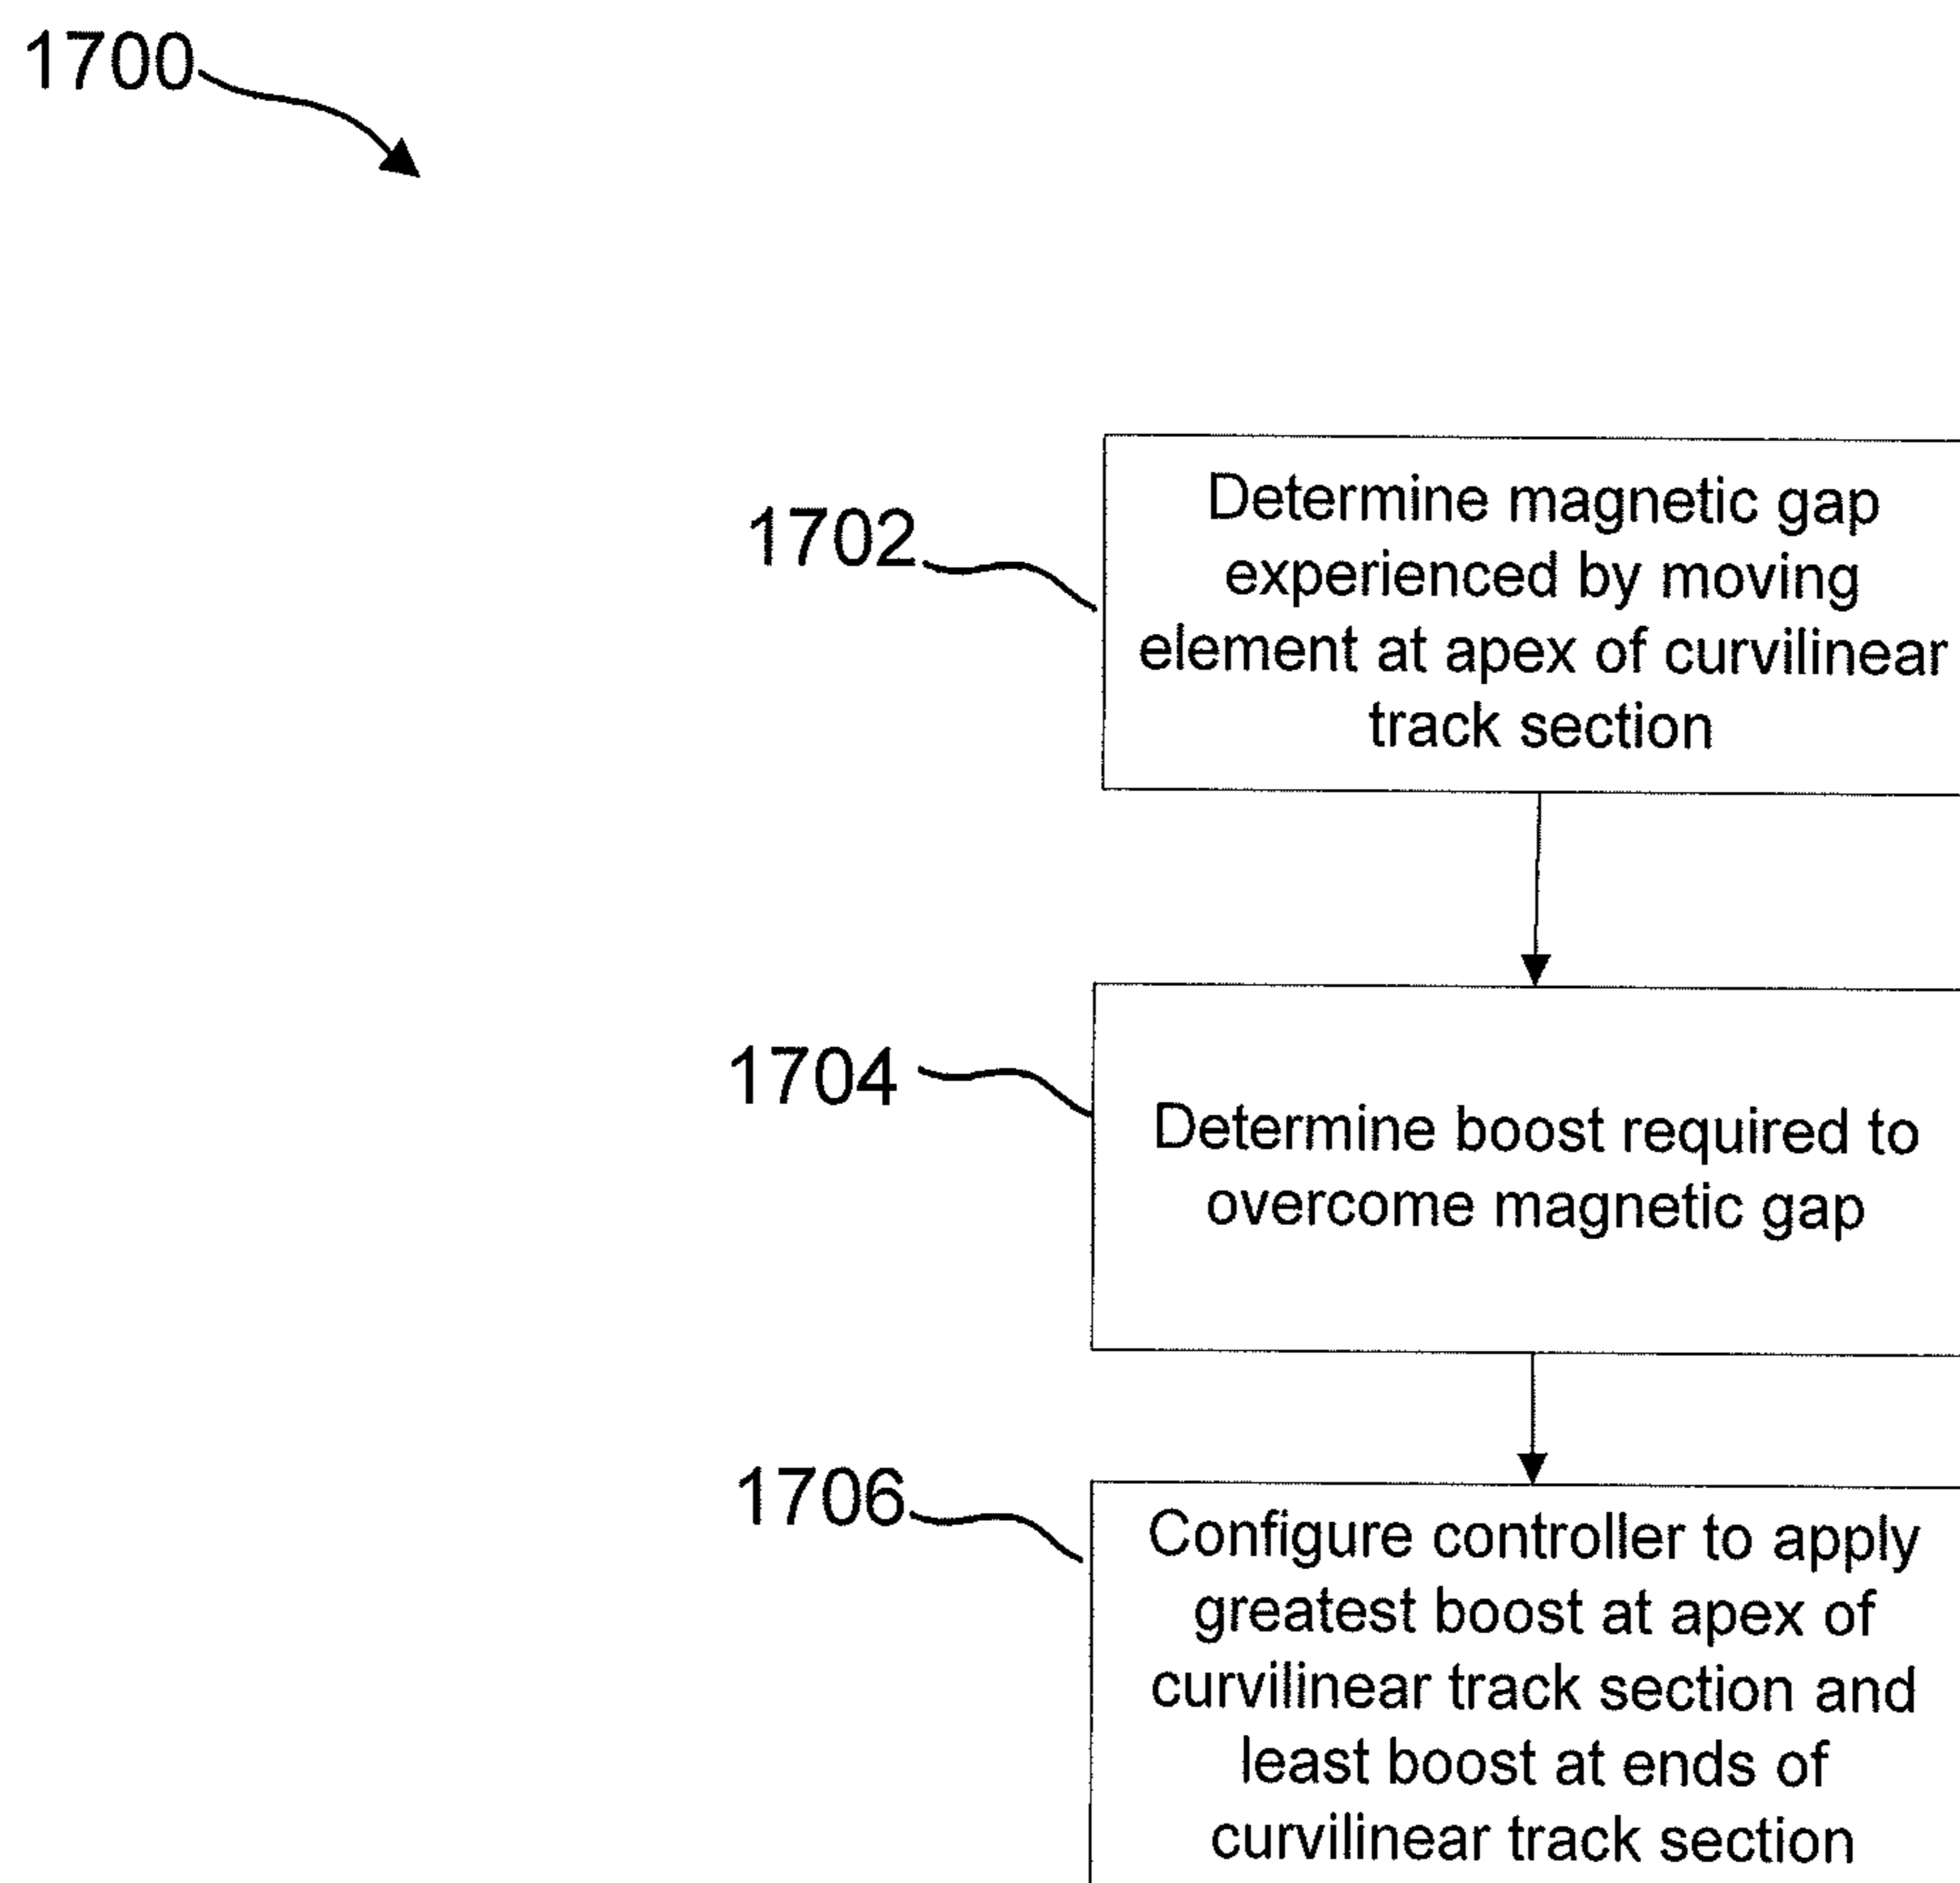 1700
1702
Determine magnetic gap
experienced by moving
element at apex of curvilinear
track section
1704
Determine boost required to
overcome magnetic gap
1706
Configure controller to apply
greatest boost at apex of
curvilinear track section and
least boost at ends of
curvilinear track section